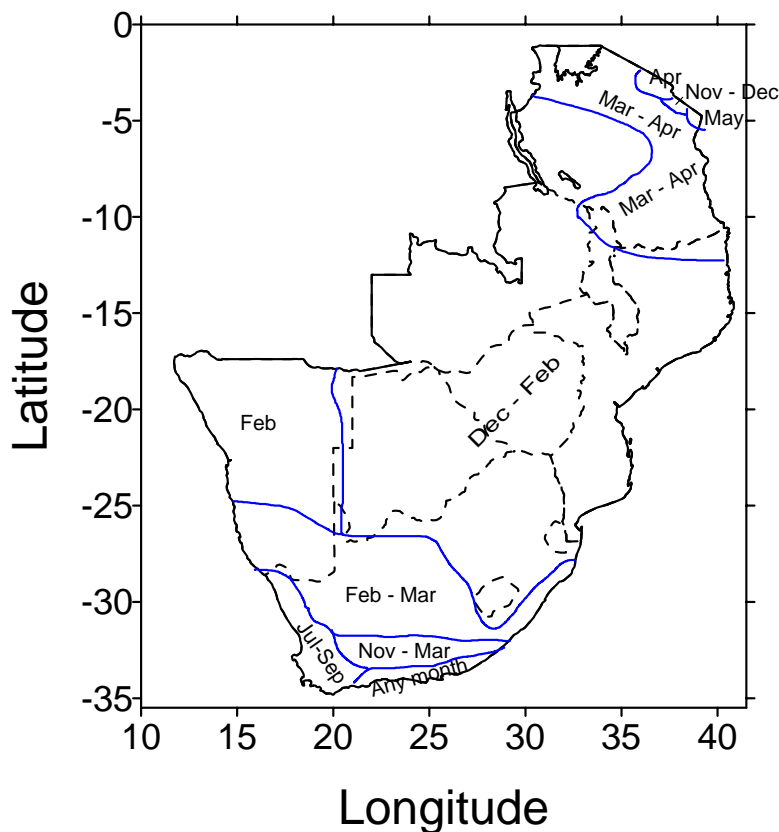 0
-5
-10
-15
-20
-25
-30
-35
Latitude
10 15 20 25 30 35 40
Longitude
Apr
Nov - Dec
Mar - Apr
May
Mar - Apr
Dec - Feb
Feb
Feb - Mar
Jul-Sep
Nov - Mar
Any month